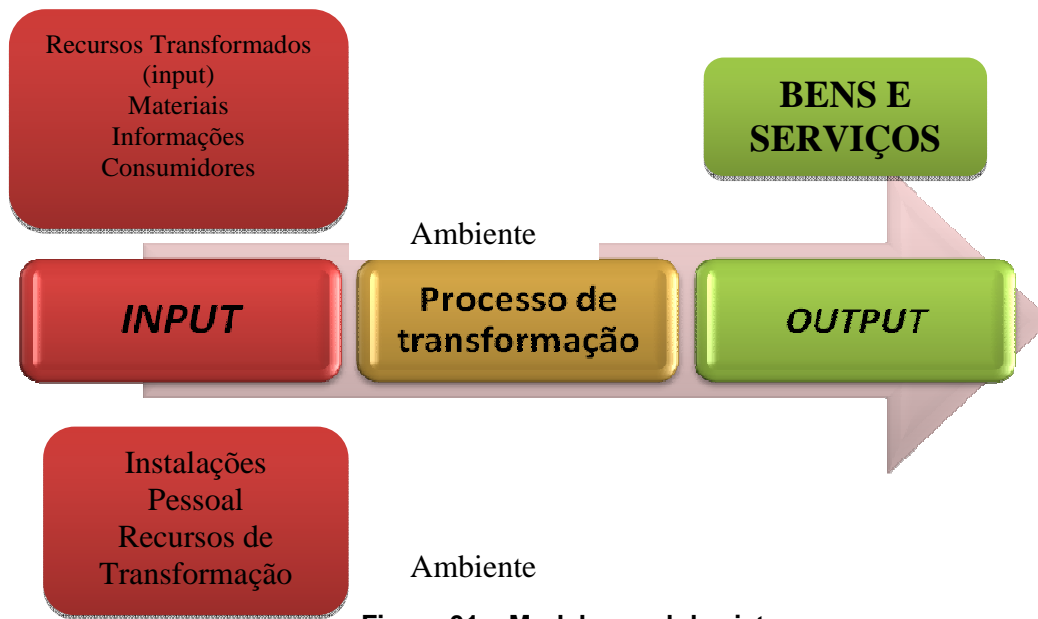 Recursos Transformados
(input)
Materiais
Informações
Consumidores
BENS E
SERVIÇOS
Ambiente
INPUT
Processo de
transformação
OUTPUT
Instalações
Pessoal
Recursos de
Transformação
Ambiente